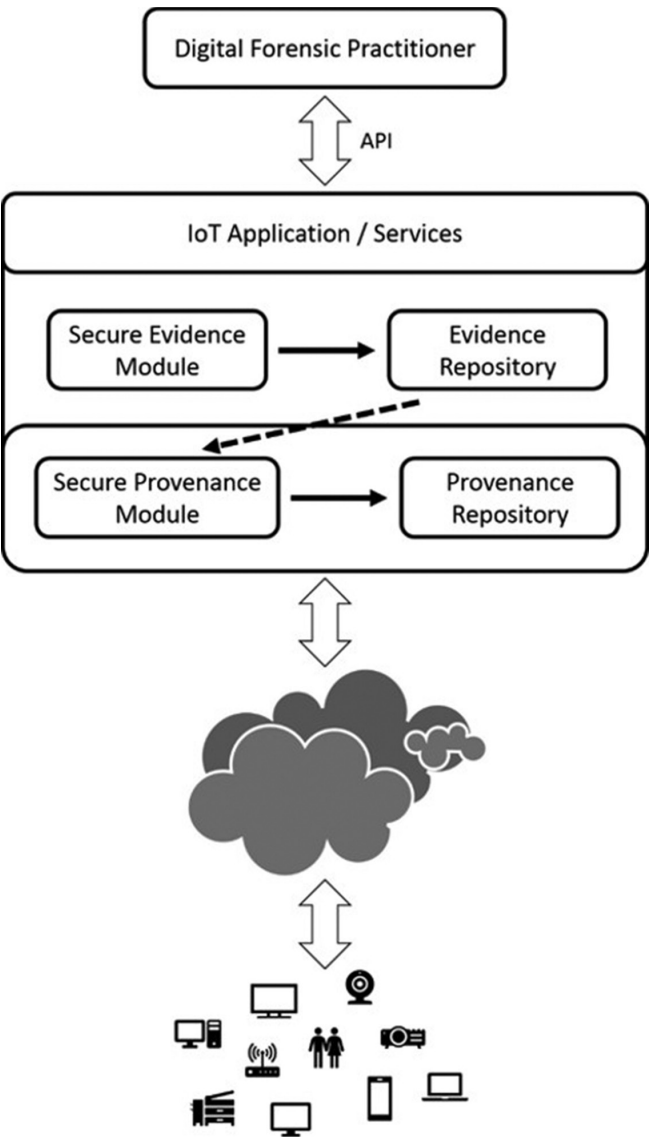 Digital Forensic Practitioner
API
IoT Application / Services
Secure Evidence
Module
Evidence
Repository
Secure Provenance
Module
Provenance
Repository